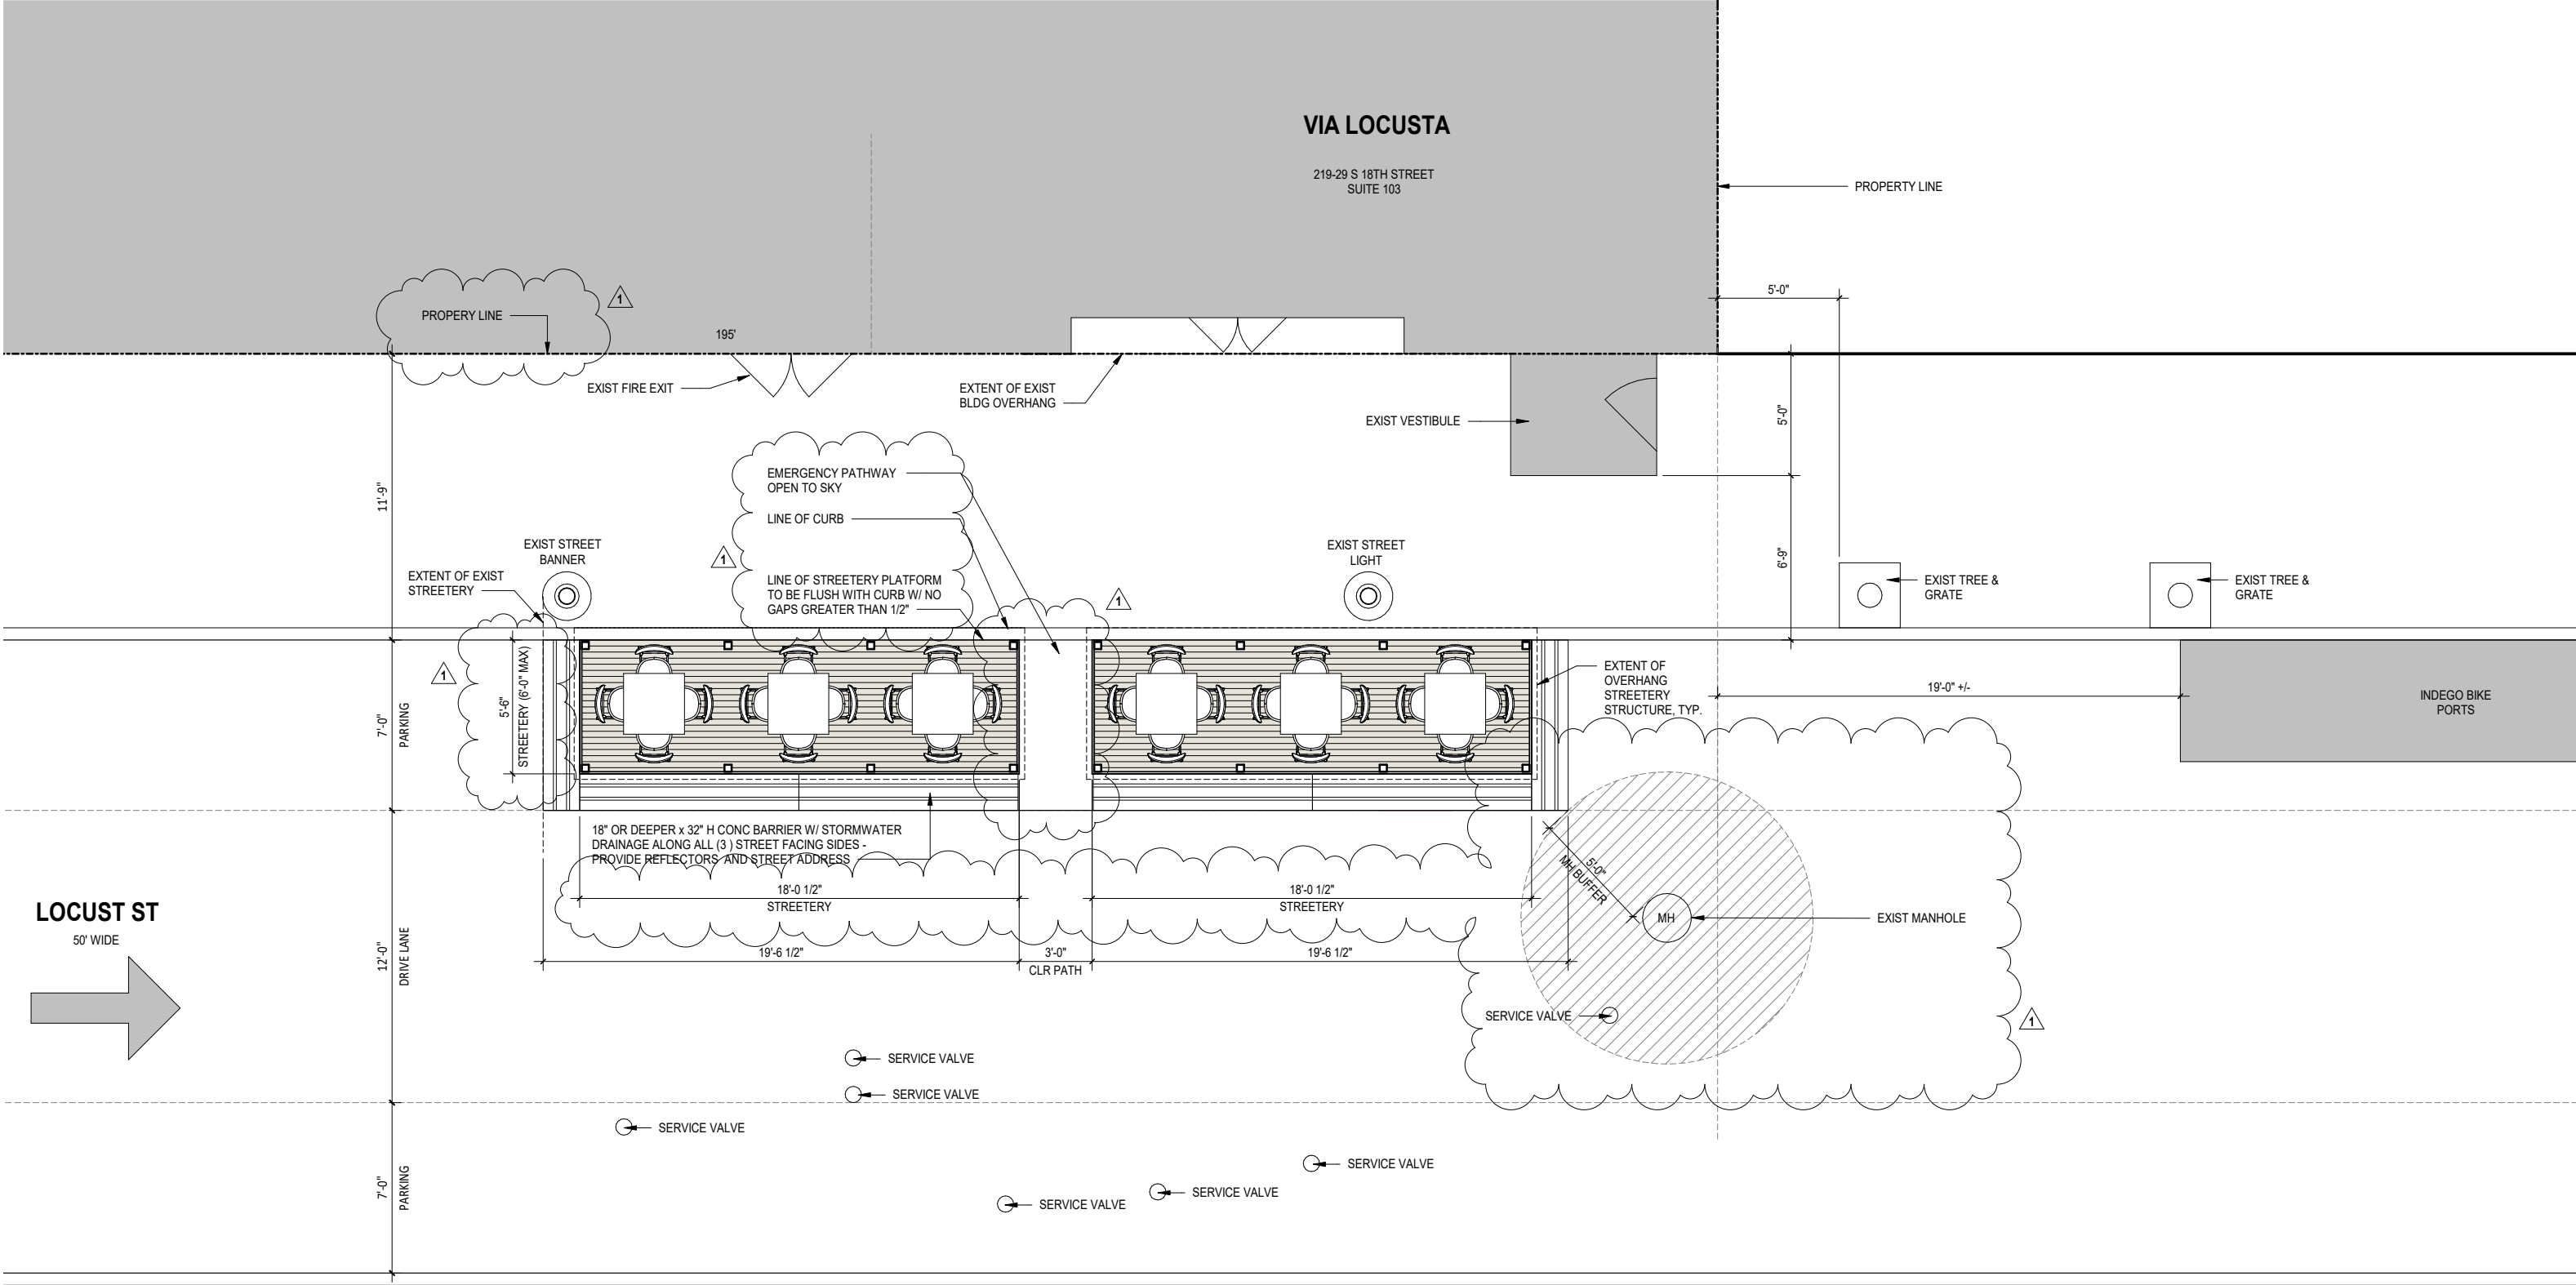 VIA LOCUSTA
219-29 S 18TH STREET
SUITE 103
PROPERTY LINE
5'-0"
PROPERY LINE
1
195'
EXIST FIRE EXIT
EXTENT OF EXIST
BLDG OVERHANG
EXIST VESTIBULE
5'-0"
11'-9"
EMERGENCY PATHWAY
OPEN TO SKY
LINE OF CURB
LINE OF STREETERY PLATFORM
TO BE FLUSH WITH CURB W/ NO
GAPS GREATER THAN 1/2"
1
EXIST STREET
BANNER
EXTENT OF EXIST
STREETERY
1
EXIST STREET
LIGHT
6'-9"
EXIST TREE &
GRATE
EXIST TREE &
GRATE
1
7'-0"
PARKING
5'-6"
STREETERY (6'-0" MAX)
EXTENT OF
OVERHANG
STREETERY
STRUCTURE, TYP.
19'-0" +/-
INDEGO BIKE
PORTS
18" OR DEEPER x 32" H CONC BARRIER W/ STORMWATER
DRAINAGE ALONG ALL (3 ) STREET FACING SIDES -
PROVIDE REFLECTORS AND STREET ADDRESS
18'-0 1/2"
STREETERY
18'-0 1/2"
STREETERY
5'-0"
MH BUFFER
MH
EXIST MANHOLE
LOCUST ST
50' WIDE
12'-0"
DRIVE LANE
19'-6 1/2"
3'-0"
CLR PATH
19'-6 1/2"
SERVICE VALVE
1
SERVICE VALVE
SERVICE VALVE
SERVICE VALVE
7'-0"
PARKING
SERVICE VALVE
SERVICE VALVE
SERVICE VALVE